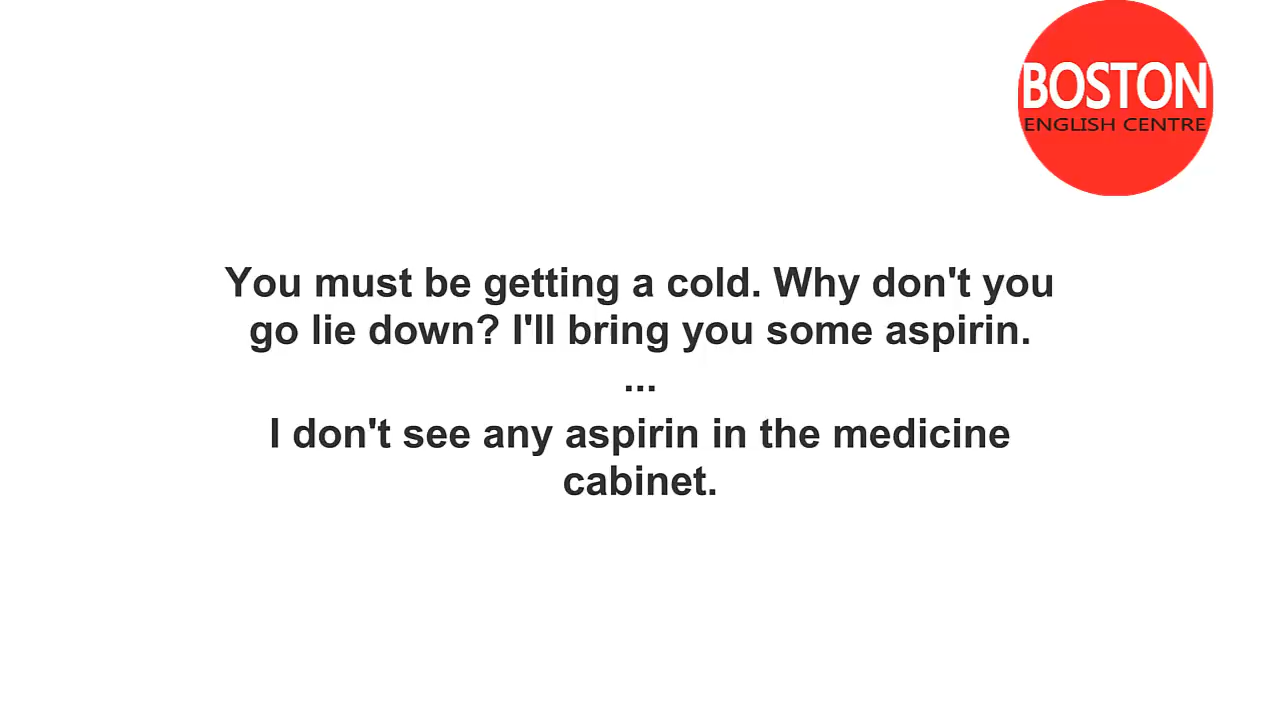 BOSTON
ENGLISH CENTRE
You must be getting a cold. Why don't you
go lie down? I'll bring you some aspirin.
...
I don't see any aspirin in the medicine
cabinet.